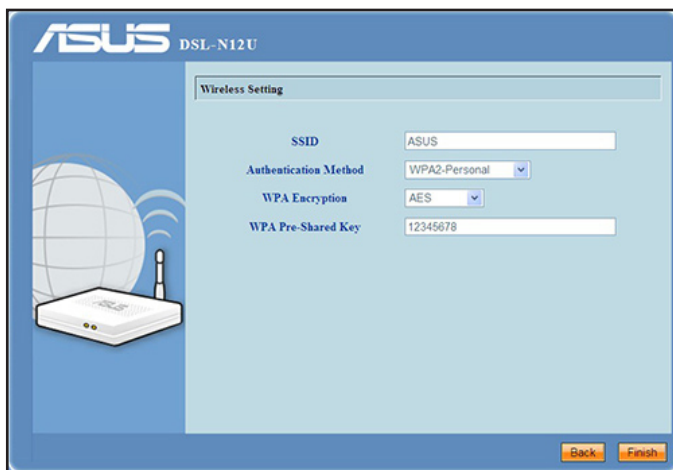 ASUS DSL-N12U
Wireless Setting
SSID ASUS
Authentication Method WPA2-Personal
WPA Encryption AES
WPA Pre-Shared Key 12345678
ASUS
Back Finish